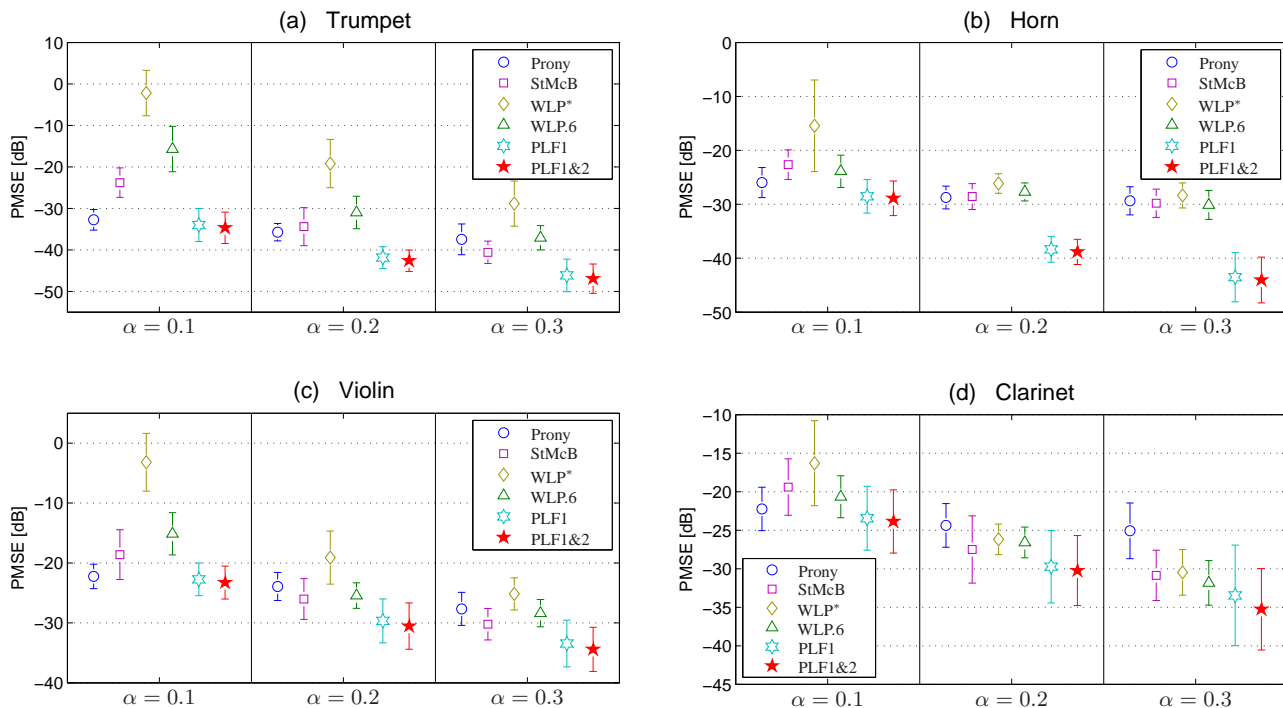 (a) Trumpet
PMSE [dB]
10
0
−10
−20
−30
−40
−50
Prony
StMcB
WLP*
WLP.6
PLF1
PLF1&2
α = 0.1
α = 0.2
α = 0.3
(b) Horn
PMSE [dB]
0
−10
−20
−30
−40
−50
Prony
StMcB
WLP*
WLP.6
PLF1
PLF1&2
α = 0.1
α = 0.2
α = 0.3
(c) Violin
PMSE [dB]
0
−10
−20
−30
−40
Prony
StMcB
WLP*
WLP.6
PLF1
PLF1&2
α = 0.1
α = 0.2
α = 0.3
(d) Clarinet
PMSE [dB]
−10
−15
−20
−25
−30
−35
−40
−45
Prony
StMcB
WLP*
WLP.6
PLF1
PLF1&2
α = 0.1
α = 0.2
α = 0.3